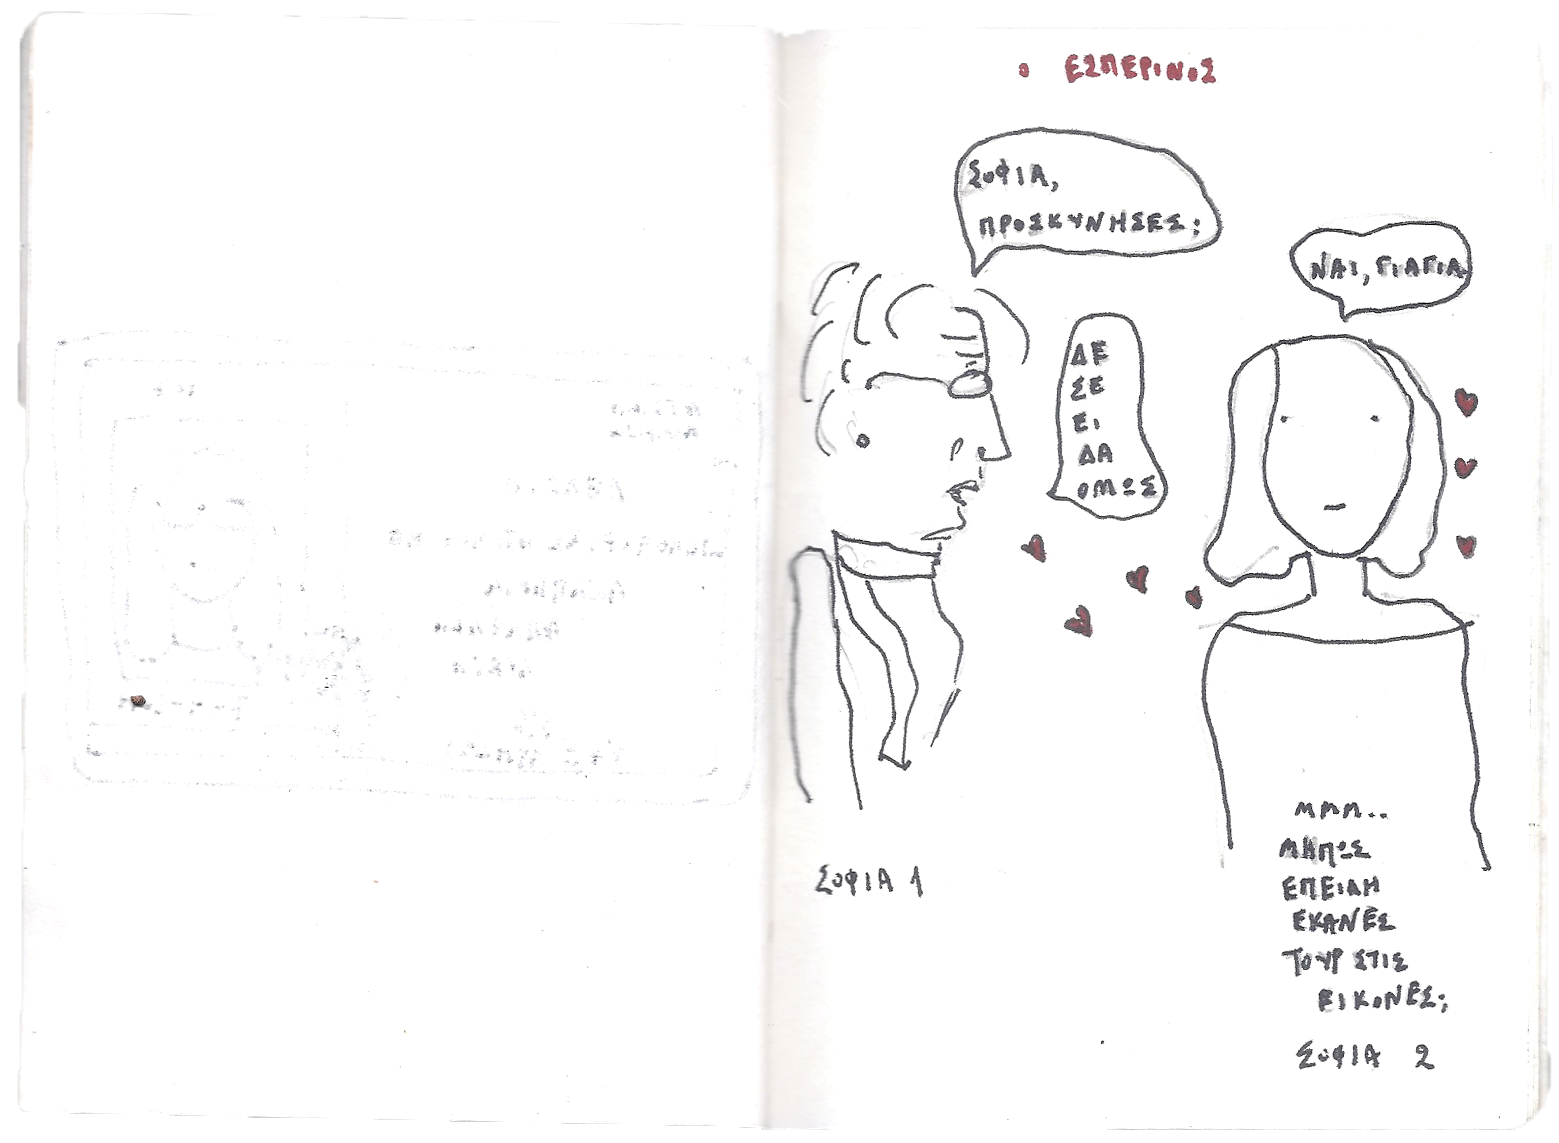 ο ΕΣΠΕΡΙΝΟΣ
ΣΟΦΙΑ,
ΠΡΟΣΚΥΝΗΣΕΣ;
ΝΑΙ, ΓΙΑΓΙΑ
ΔΕ
ΣΕ
ΕΙ
ΔΑ
ΟΜΩΣ
ΜΜΜ..
ΜΗΠΩΣ
ΕΠΕΙΔΗ
ΕΚΑΝΕΣ
ΤΟΥΡ ΣΤΙΣ
ΕΙΚΟΝΕΣ;
ΣΟΦΙΑ 1
ΣΟΦΙΑ 2